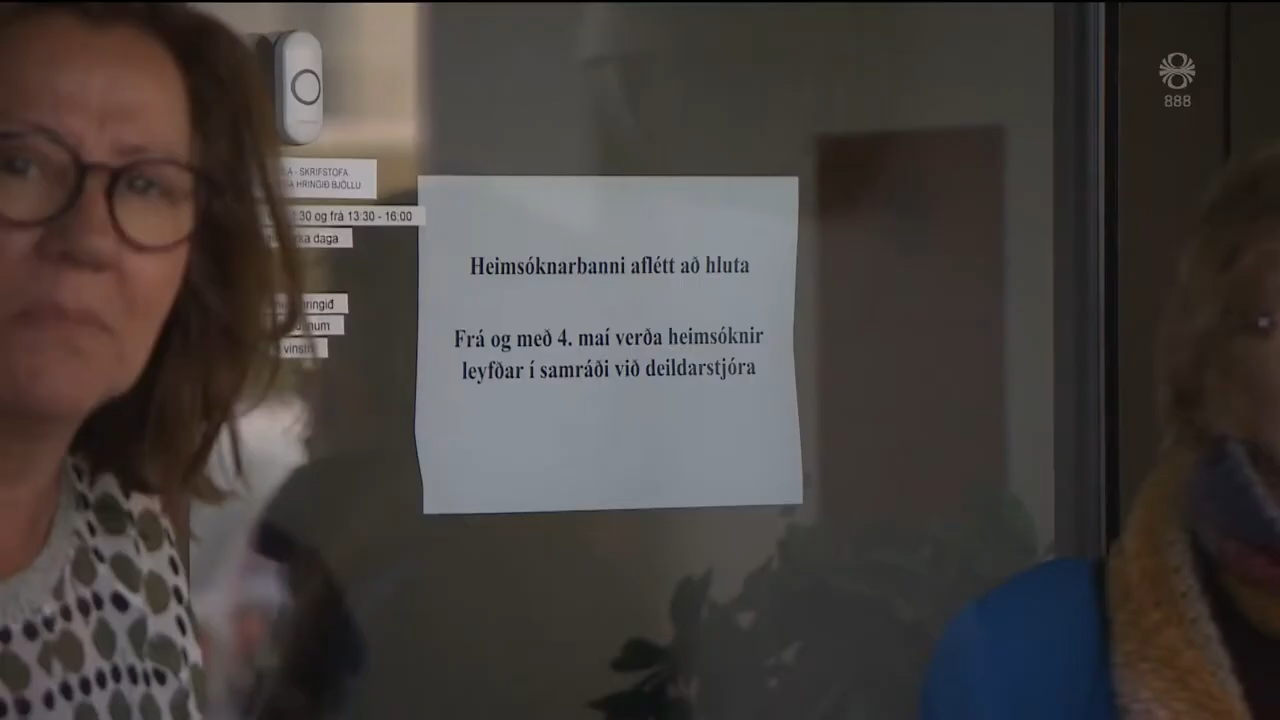 888
- SKRIFSTOFA
HRINGIÐ BJÖLLU
:30 og frá 13:30 - 16:00
daga
Heimsóknarbanni aflétt að hluta
Frá og með 4. maí verða heimsóknir
leyfðar í samráði við deildarstjóra
vinstri